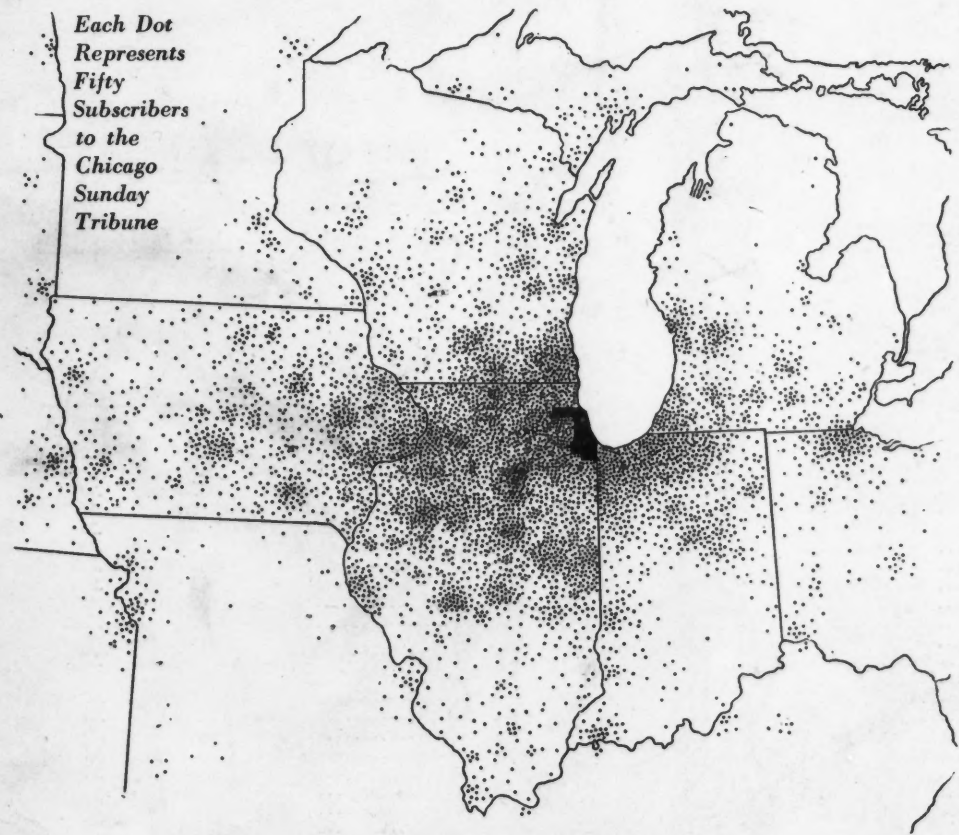 Each Dot
Represents
Fifty
Subscribers
to the
Chicago
Sunday
Tribune